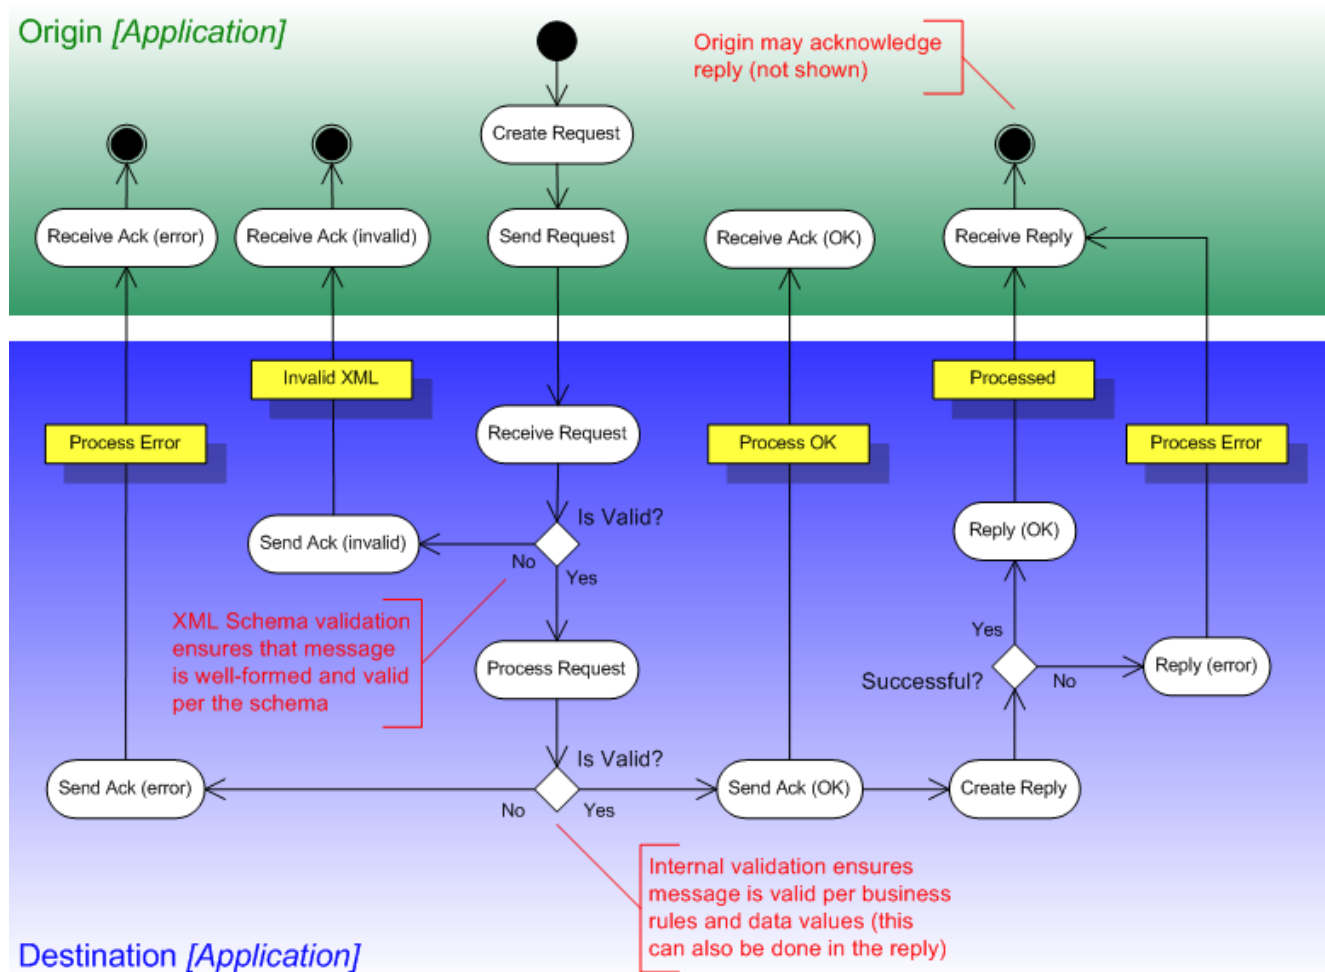 Origin [Application]
Origin may acknowledge
reply (not shown)
Create Request
Receive Ack (error)
Receive Ack (invalid)
Send Request
Receive Ack (OK)
Receive Reply
Invalid XML
Processed
Process Error
Receive Request
Process OK
Process Error
Is Valid?
Send Ack (invalid)
No
Yes
Reply (OK)
XML Schema validation
ensures that message
is well-formed and valid
per the schema
Process Request
Yes
Successful?
No
Reply (error)
Is Valid?
Send Ack (error)
No
Yes
Send Ack (OK)
Create Reply
Internal validation ensures
message is valid per business
rules and data values (this
can also be done in the reply)
Destination [Application]